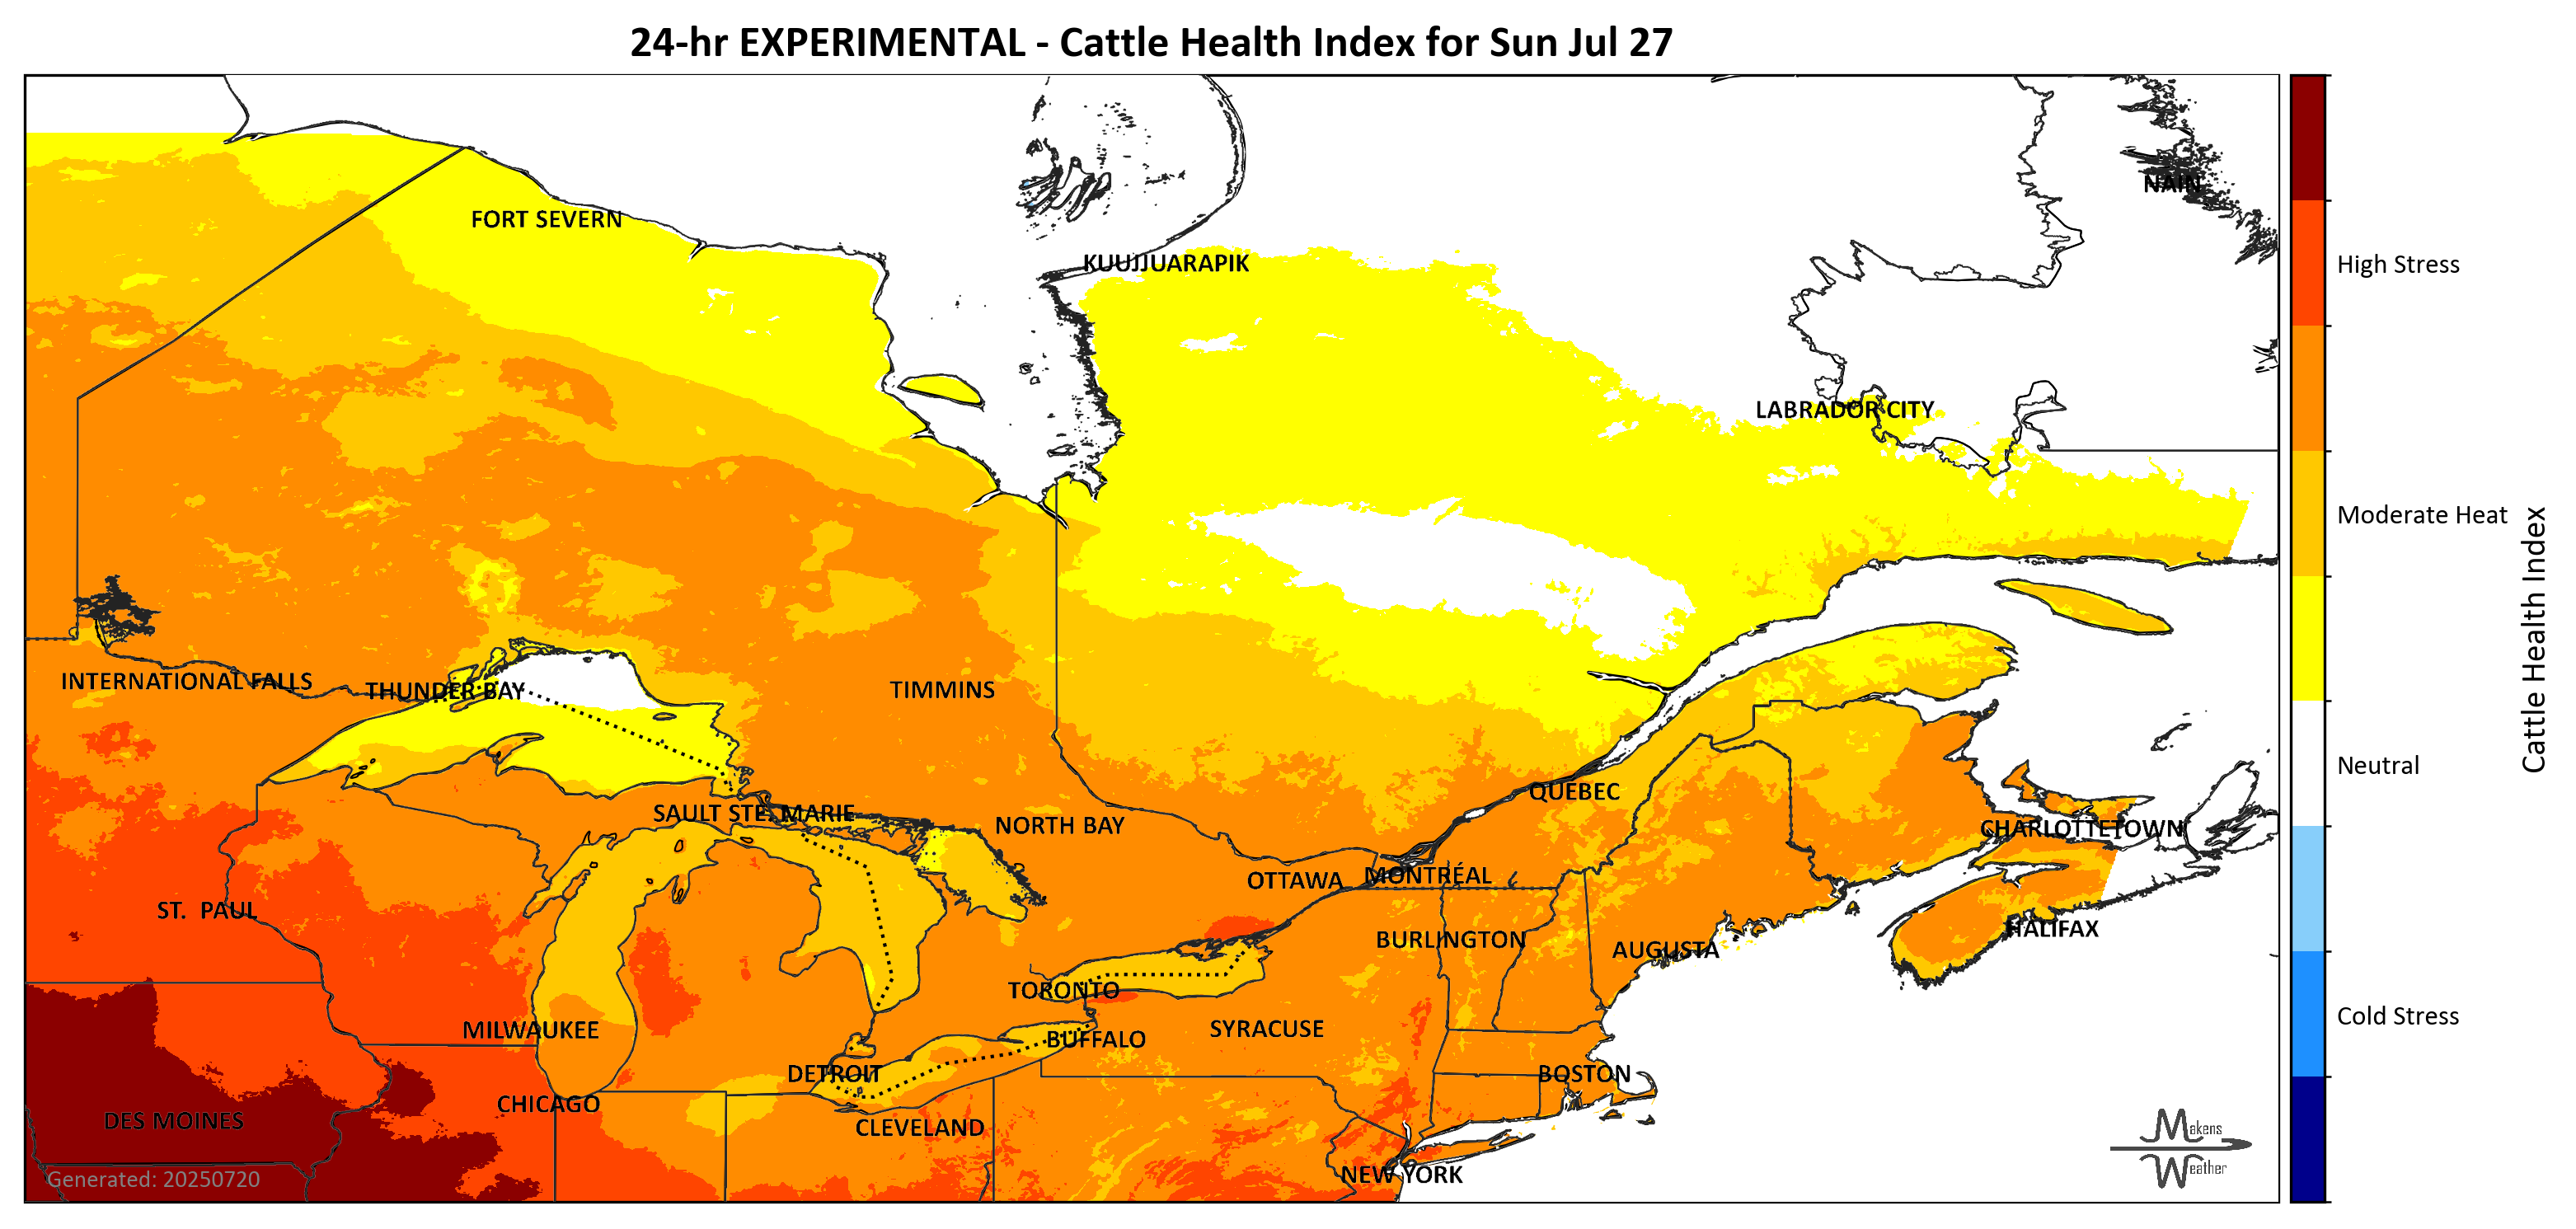 24-hr EXPERIMENTAL - Cattle Health Index for Sun Jul 27
NAIN
FORT SEVERN
KUUJJUARAPIK
High Stress
LABRADOR CITY
Moderate Heat
Cattle Health Index
INTERNATIONAL FALLS
THUNDER BAY
TIMMINS
Neutral
QUEBEC
SAULT STE. MARIE
NORTH BAY
CHARLOTTETOWN
OTTAWA
MONTRÉAL
ST. PAUL
HALIFAX
BURLINGTON
AUGUSTA
TORONTO
Cold Stress
MILWAUKEE
SYRACUSE
BUFFALO
DETROIT
BOSTON
CHICAGO
DES MOINES
CLEVELAND
Makens
Weather
NEW YORK
Generated: 20250720